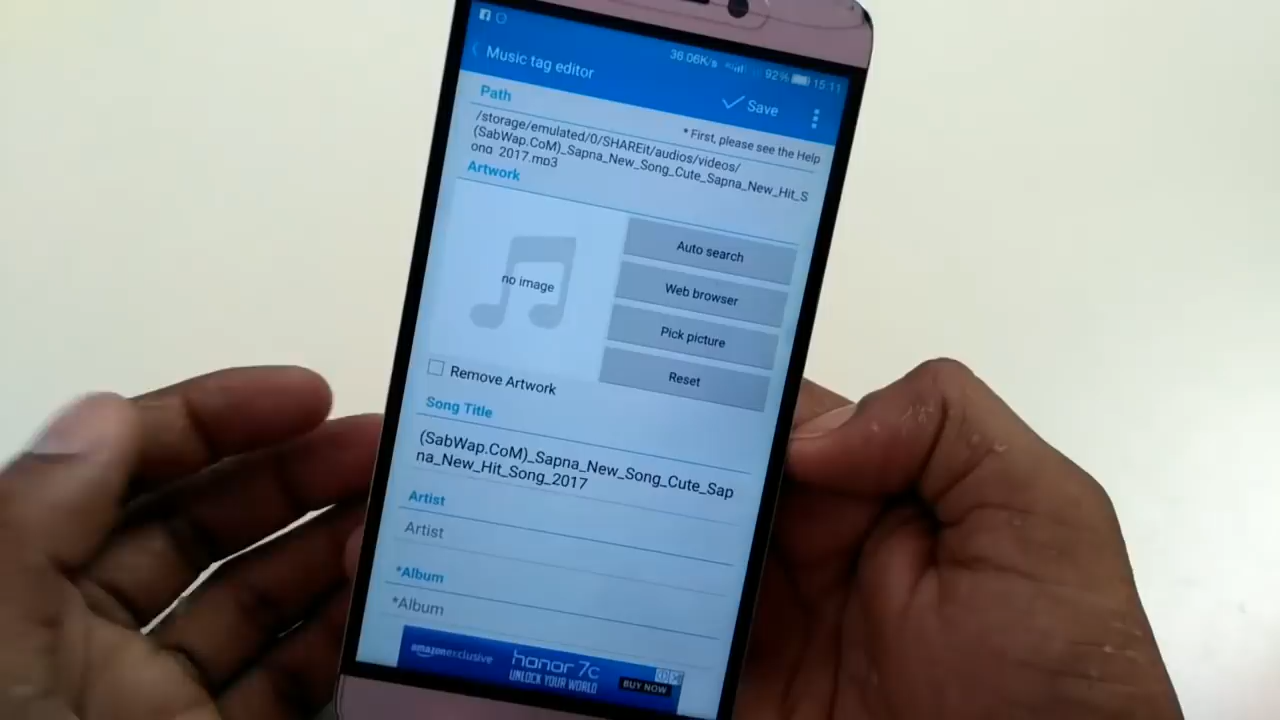 36.06K/s 4G 92% 15:11
Music tag editor
Save
Path
* First, please see the Help
/storage/emulated/0/SHAREit/audios/videos/
(SabWap.CoM)_Sapna_New_Song_Cute_Sapna_New_Hit_S
ong_2017.mp3
Artwork
no image
Auto search
Web browser
Pick picture
Reset
Remove Artwork
Song Title
(SabWap.CoM)_Sapna_New_Song_Cute_Sap
na_New_Hit_Song_2017
Artist
Artist
*Album
*Album
amazonexclusive
honor 7c
UNLOCK YOUR WORLD
BUY NOW